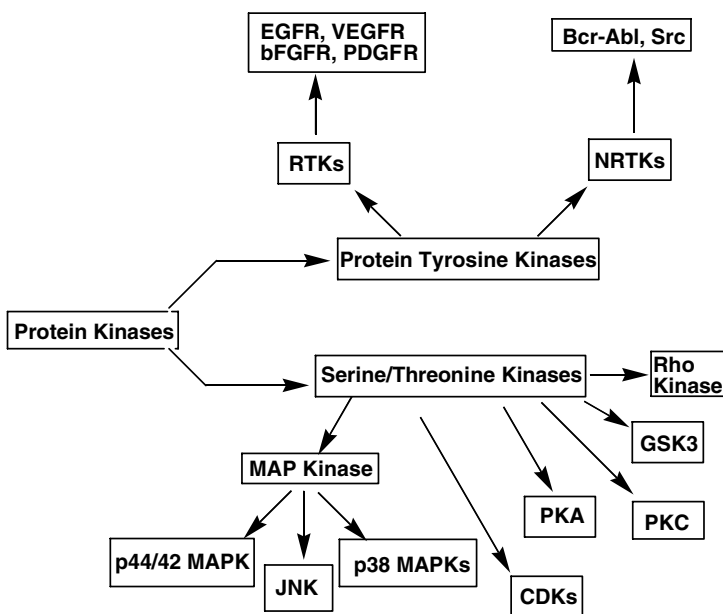 EGFR, VEGFR
bFGFR, PDGFR
Bcr-Abl, Src
RTKs
NRTKs
Protein Tyrosine Kinases
Protein Kinases
Serine/Threonine Kinases
Rho
Kinase
GSK3
MAP Kinase
PKA
PKC
p44/42 MAPK
JNK
p38 MAPKs
CDKs